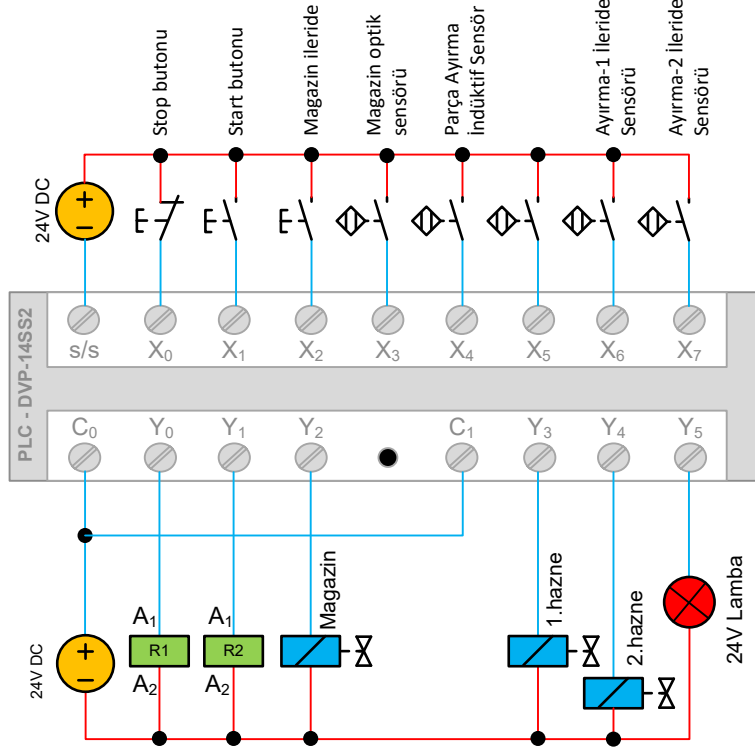 24V DC
Stop butonu
Start butonu
Magazin ileride
Magazin optik
sensörü
Parça Ayırma
İndüktif Sensör
Ayırma-1 İleride
Sensörü
Ayırma-2 İleride
Sensörü
+
−
PLC - DVP-14SS2
s/s
X0
X1
X2
X3
X4
X5
X6
X7
C0
Y0
Y1
Y2
C1
Y3
Y4
Y5
24V DC
+
−
A1
R1
A2
A1
R2
A2
Magazin
1.hazne
2.hazne
24V Lamba